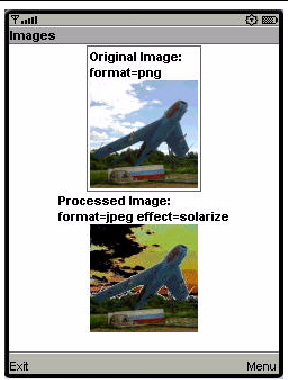 Images
Original Image:
format=png
Processed Image:
format=jpeg effect=solarize
Exit Menu